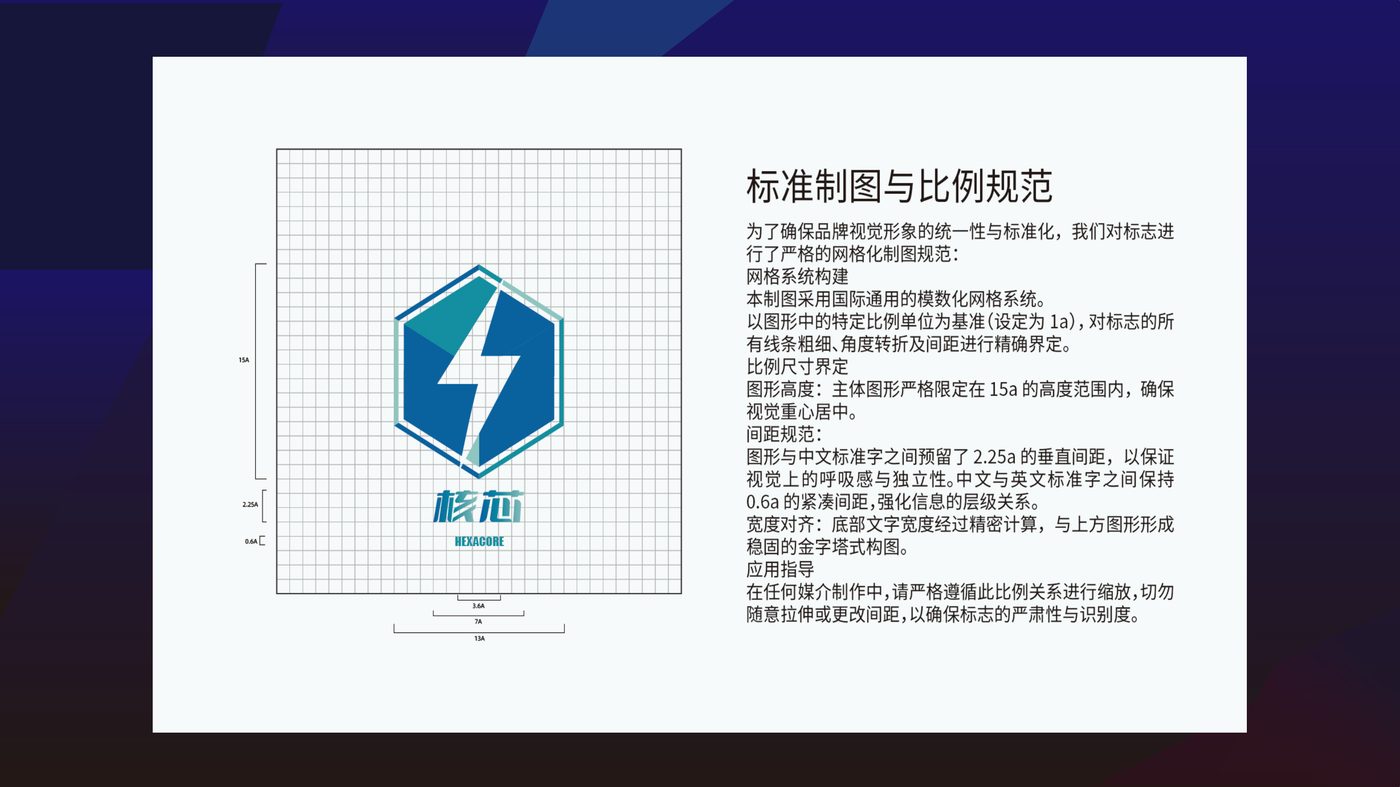 标准制图与比例规范
为了确保品牌视觉形象的统一性与标准化，我们对标志进
行了严格的网格化制图规范：
网格系统构建
本制图采用国际通用的模数化网格系统。
以图形中的特定比例单位为基准（设定为 1a），对标志的所
有线条粗细、角度转折及间距进行精确界定。
比例尺寸界定
图形高度：主体图形严格限定在 15a 的高度范围内，确保
视觉重心居中。
间距规范：
图形与中文标准字之间预留了 2.25a 的垂直间距，以保证
视觉上的呼吸感与独立性。中文与英文标准字之间保持
0.6a 的紧凑间距，强化信息的层级关系。
宽度对齐：底部文字宽度经过精密计算，与上方图形形成
稳固的金字塔式构图。
应用指导
在任何媒介制作中，请严格遵循此比例关系进行缩放，切勿
随意拉伸或更改间距，以确保标志的严肃性与识别度。
15A
2.25A
0.6A
核芯
HEXACORE
3.6A
7A
13A